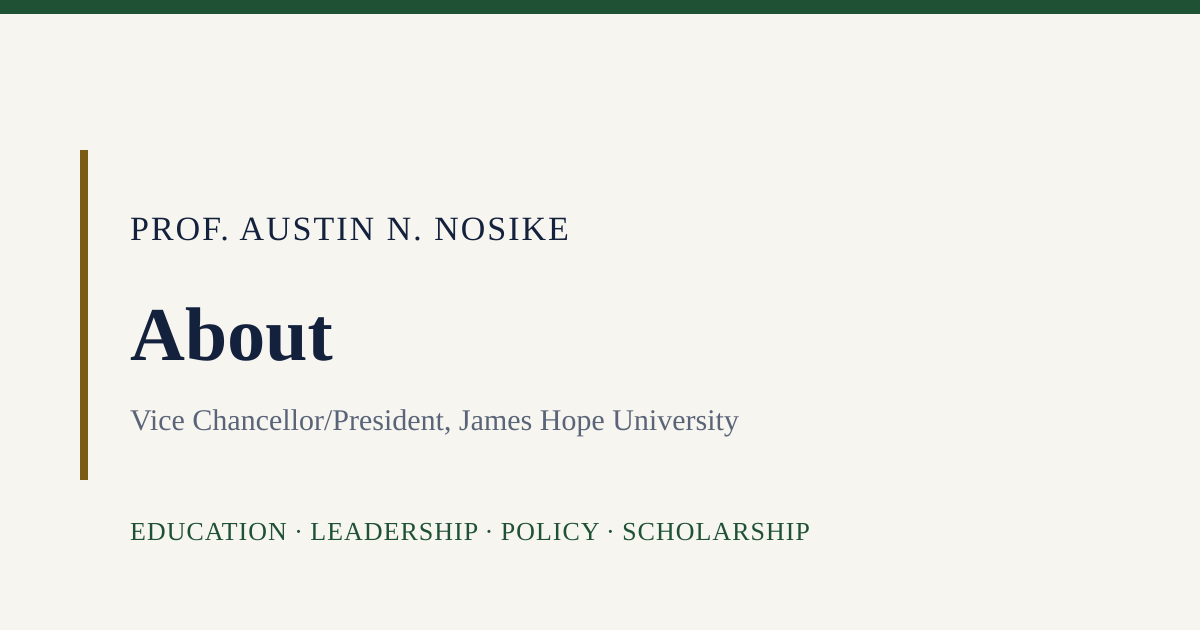 PROF. AUSTIN N. NOSIKE
About
Vice Chancellor/President, James Hope University
EDUCATION · LEADERSHIP · POLICY · SCHOLARSHIP